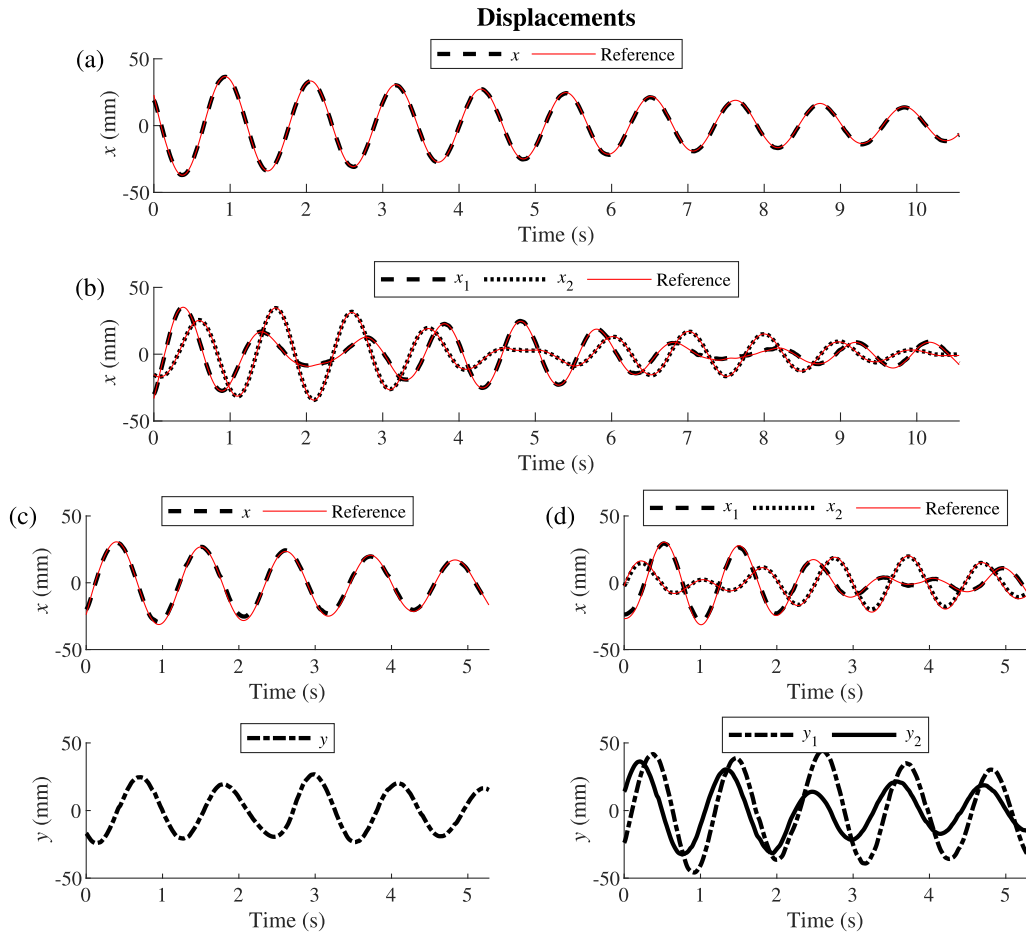 Displacements
(a)
x Reference
50
0
-50
x (mm)
0 1 2 3 4 5 6 7 8 9 10
Time (s)
(b)
x1 x2 Reference
50
0
-50
x (mm)
0 1 2 3 4 5 6 7 8 9 10
Time (s)
(c)
x Reference
50
0
-50
x (mm)
0 1 2 3 4 5
Time (s)
(d)
x1 x2 Reference
50
0
-50
x (mm)
0 1 2 3 4 5
Time (s)
y
50
0
-50
y (mm)
0 1 2 3 4 5
Time (s)
y1 y2
50
0
-50
y (mm)
0 1 2 3 4 5
Time (s)